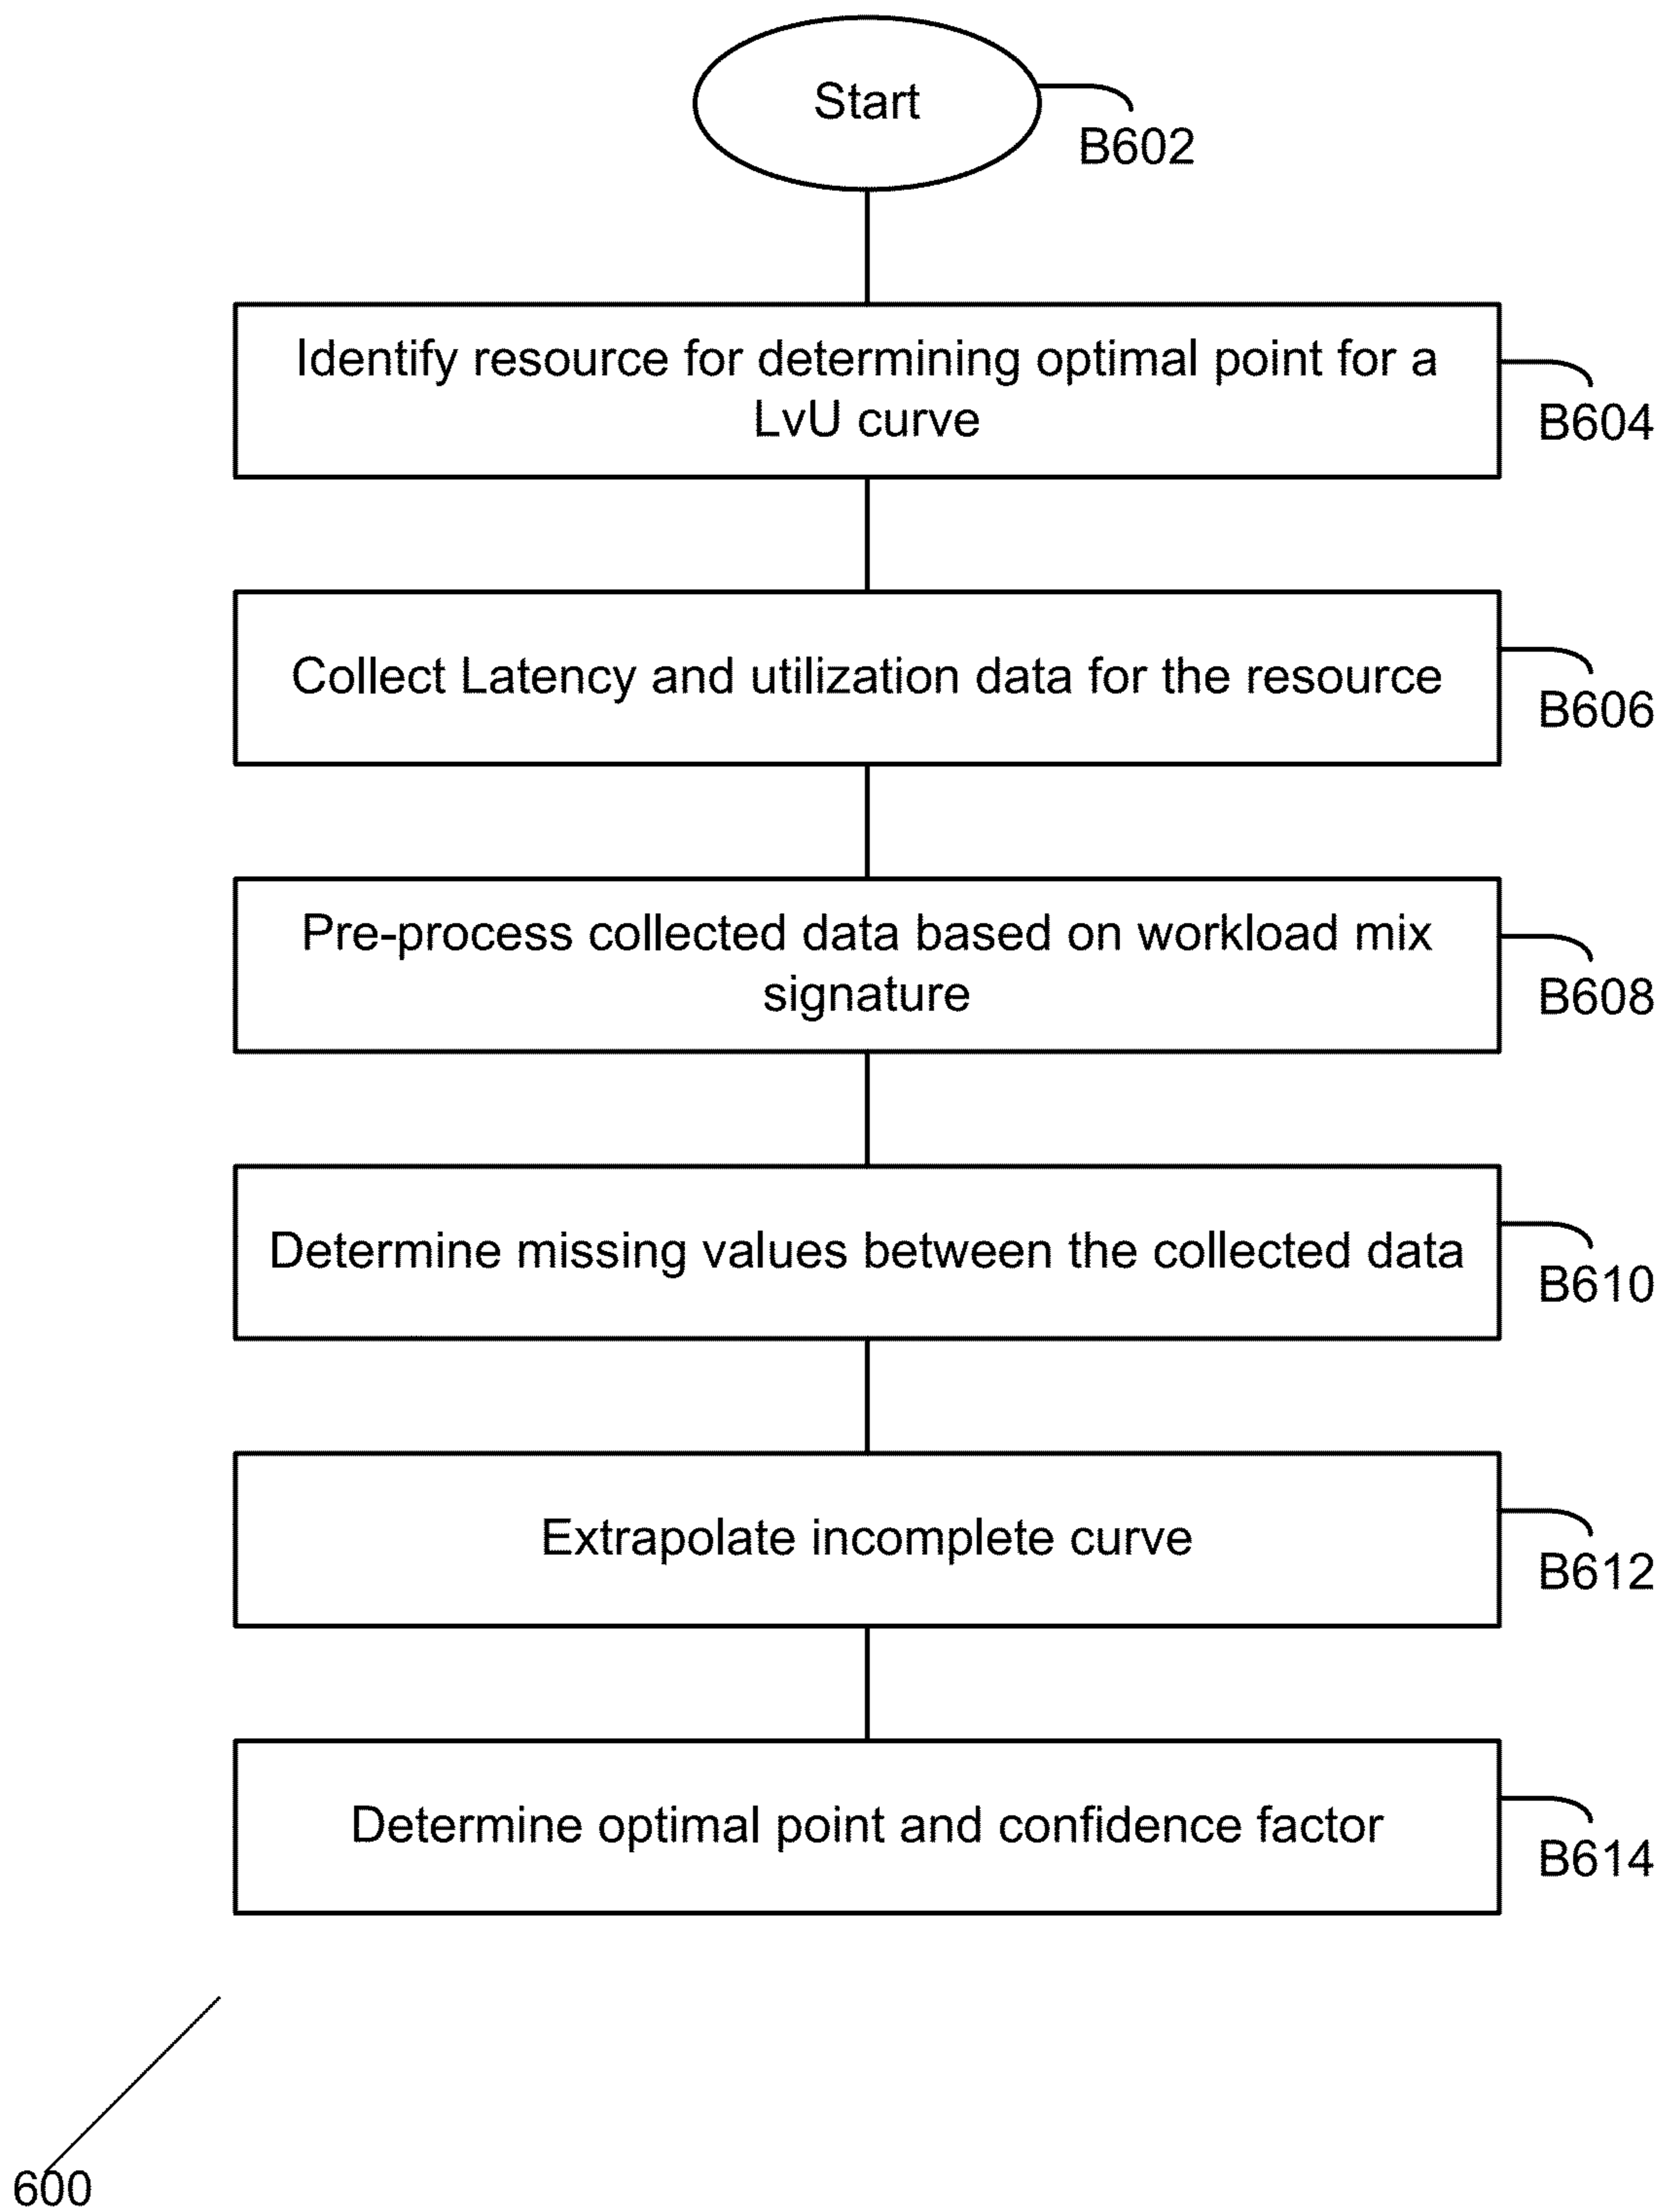 Start
B602
Identify resource for determining optimal point for a
LvU curve
B604
Collect Latency and utilization data for the resource
B606
Pre-process collected data based on workload mix
signature
B608
Determine missing values between the collected data
B610
Extrapolate incomplete curve
B612
Determine optimal point and confidence factor
B614
600